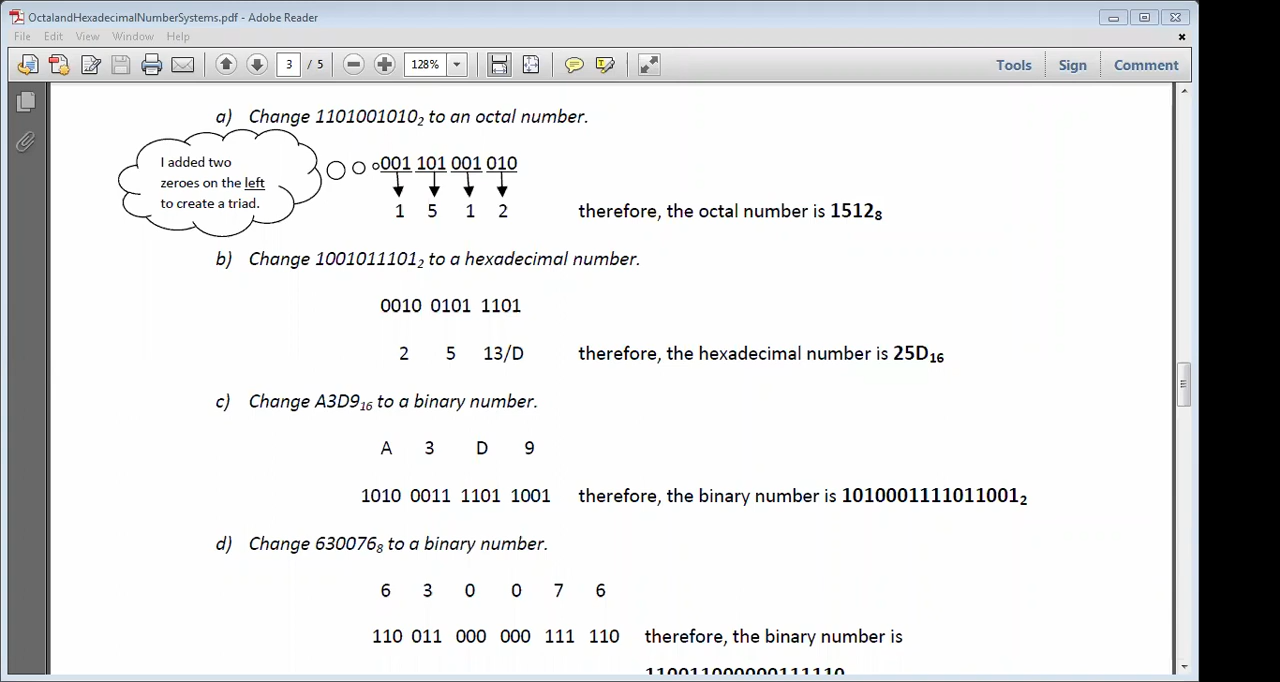 OctalandHexadecimalNumberSystems.pdf - Adobe Reader
File Edit View Window Help
3 / 5 128% Tools Sign Comment
a) Change 1101001010₂ to an octal number.
I added two
zeroes on the left
to create a triad.
001 101 001 010
1 5 1 2 therefore, the octal number is 1512₈
b) Change 1001011101₂ to a hexadecimal number.
0010 0101 1101
2 5 13/D therefore, the hexadecimal number is 25D₁₆
c) Change A3D9₁₆ to a binary number.
A 3 D 9
1010 0011 1101 1001 therefore, the binary number is 1010001111011001₂
d) Change 630076₈ to a binary number.
6 3 0 0 7 6
110 011 000 000 111 110 therefore, the binary number is
110011000000111110